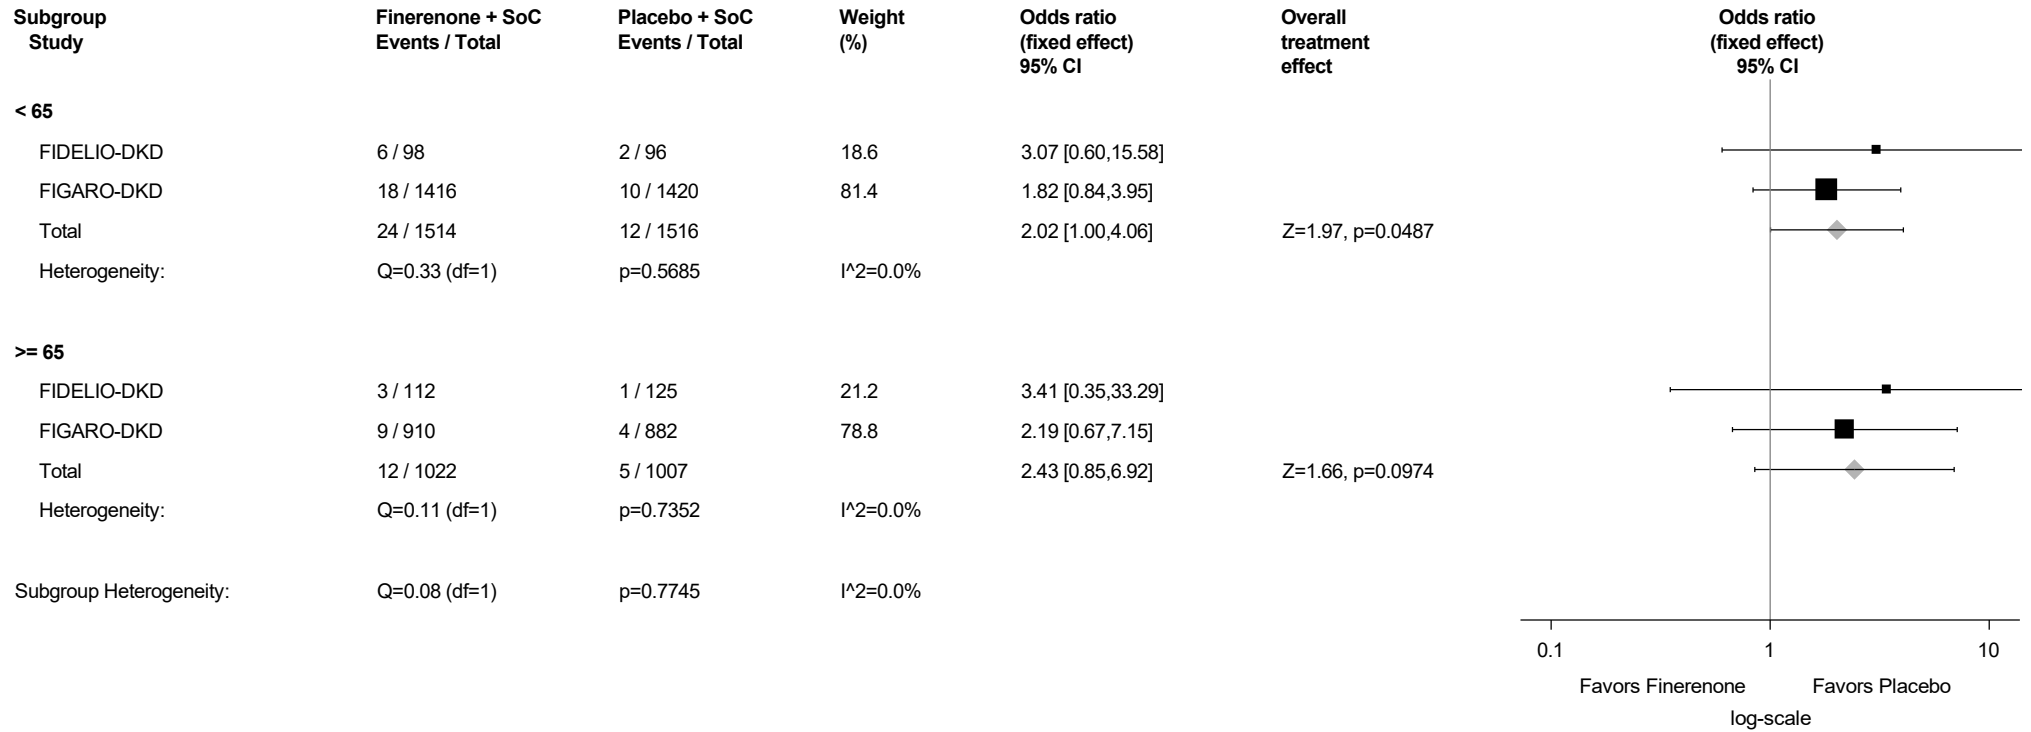 Subgroup Finerenone + SoC Placebo + SoC Weight Odds ratio Overall Odds ratio
Study Events / Total Events / Total (%) (fixed effect) treatment (fixed effect)
95% CI effect 95% CI
< 65
FIDELIO-DKD 6 / 98 2 / 96 18.6 3.07 [0.60,15.58]
FIGARO-DKD 18 / 1416 10 / 1420 81.4 1.82 [0.84,3.95]
Total 24 / 1514 12 / 1516 2.02 [1.00,4.06] Z=1.97, p=0.0487
Heterogeneity: Q=0.33 (df=1) p=0.5685 I^2=0.0%
>= 65
FIDELIO-DKD 3 / 112 1 / 125 21.2 3.41 [0.35,33.29]
FIGARO-DKD 9 / 910 4 / 882 78.8 2.19 [0.67,7.15]
Total 12 / 1022 5 / 1007 2.43 [0.85,6.92] Z=1.66, p=0.0974
Heterogeneity: Q=0.11 (df=1) p=0.7352 I^2=0.0%
Subgroup Heterogeneity: Q=0.08 (df=1) p=0.7745 I^2=0.0%
0.1 1 10
Favors Finerenone Favors Placebo
log-scale